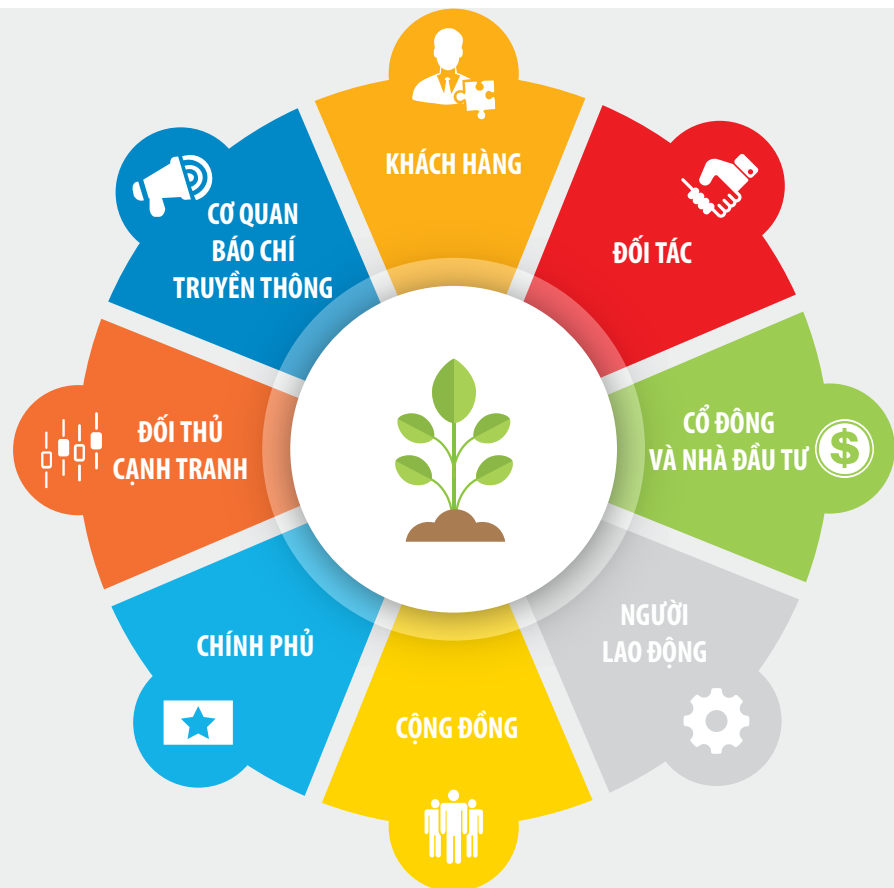 KHÁCH HÀNG
ĐỐI TÁC
CỔ ĐÔNG
VÀ NHÀ ĐẦU TƯ
$
NGƯỜI
LAO ĐỘNG
CỘNG ĐỒNG
CHÍNH PHỦ
ĐỐI THỦ
CẠNH TRANH
CƠ QUAN
BÁO CHÍ
TRUYỀN THÔNG